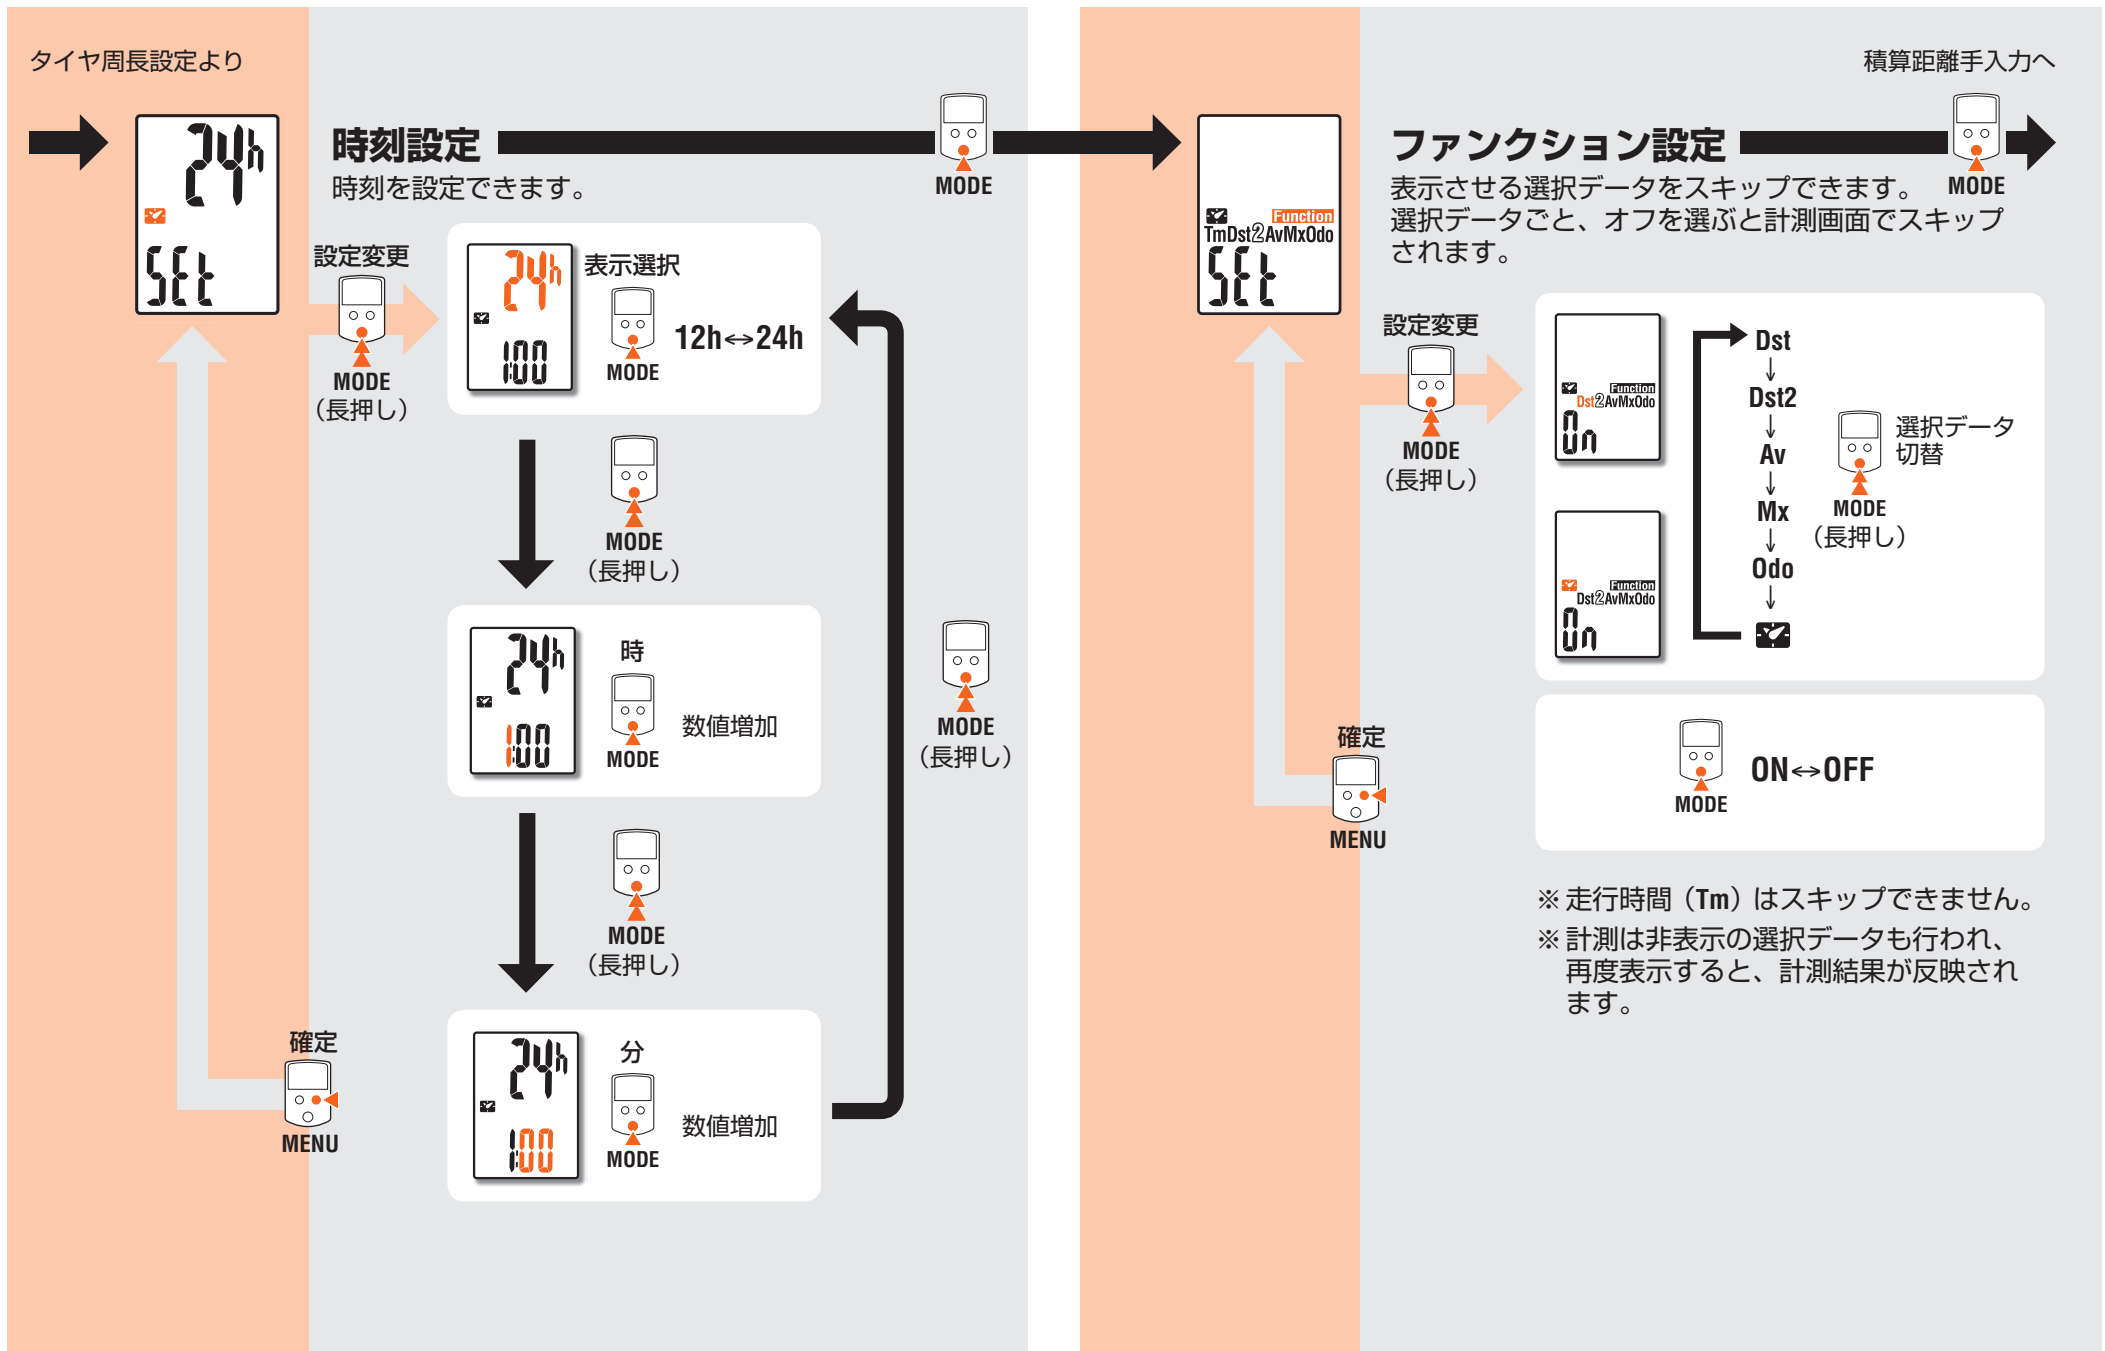 タイヤ周長設定より
24h
SEt
時刻設定
時刻を設定できます。
MODE
設定変更
MODE
（長押し）
24h
1:00
表示選択
MODE
12h↔24h
MODE
（長押し）
24h
1:00
時
MODE
数値増加
MODE
（長押し）
MODE
（長押し）
24h
1:00
分
MODE
数値増加
確定
MENU
積算距離手入力へ
Function
TmDst2AvMxOdo
SEt
ファンクション設定
MODE
表示させる選択データをスキップできます。
選択データごと、オフを選ぶと計測画面でスキップ
されます。
設定変更
MODE
（長押し）
Function
Dst2AvMxOdo
On
Function
Dst2AvMxOdo
On
Dst
↓
Dst2
↓
Av
↓
Mx
↓
Odo
↓
選択データ
切替
MODE
（長押し）
MODE
ON↔OFF
確定
MENU
※ 走行時間（Tm）はスキップできません。
※ 計測は非表示の選択データも行われ、
再度表示すると、計測結果が反映され
ます。